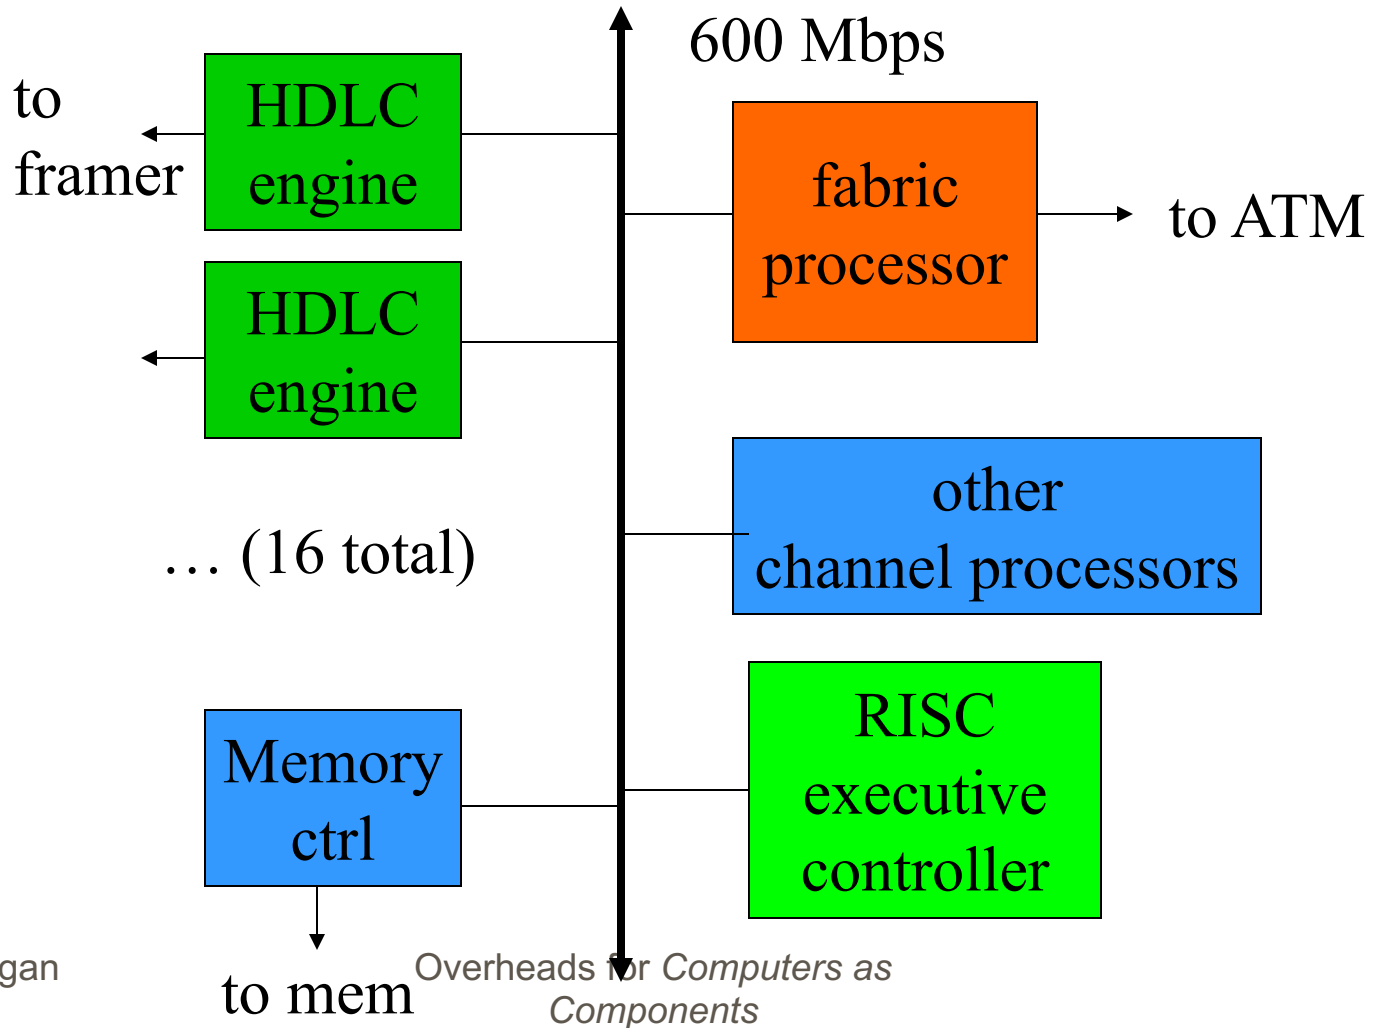 600 Mbps
to
framer
HDLC
engine
fabric
processor
to ATM
HDLC
engine
other
channel processors
… (16 total)
RISC
executive
controller
Memory
ctrl
to mem
gan
Overheads for Computers as
Components